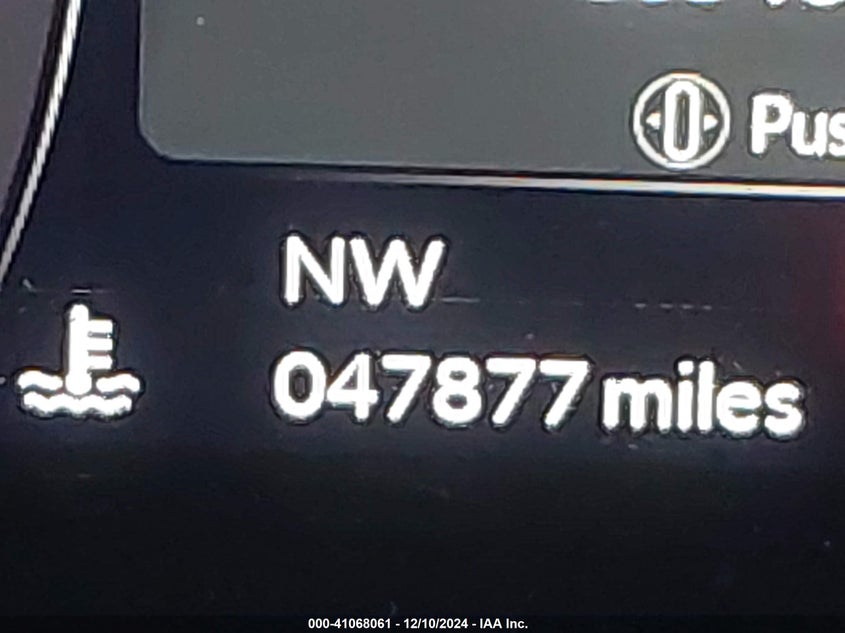 Pus
NW
047877 miles
000-41068061 - 12/10/2024 - IAA Inc.